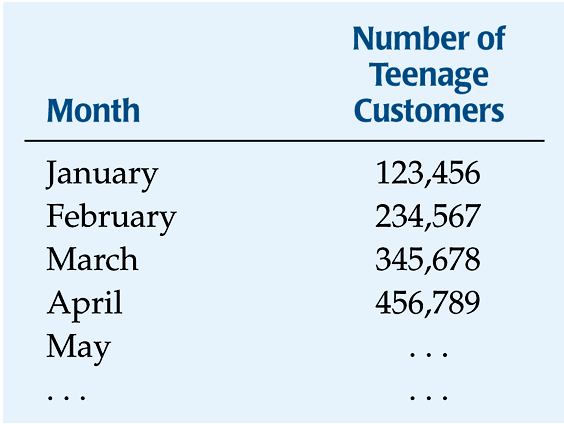 Month Number of Teenage Customers
January 123,456
February 234,567
March 345,678
April 456,789
May . . .
. . . . . .